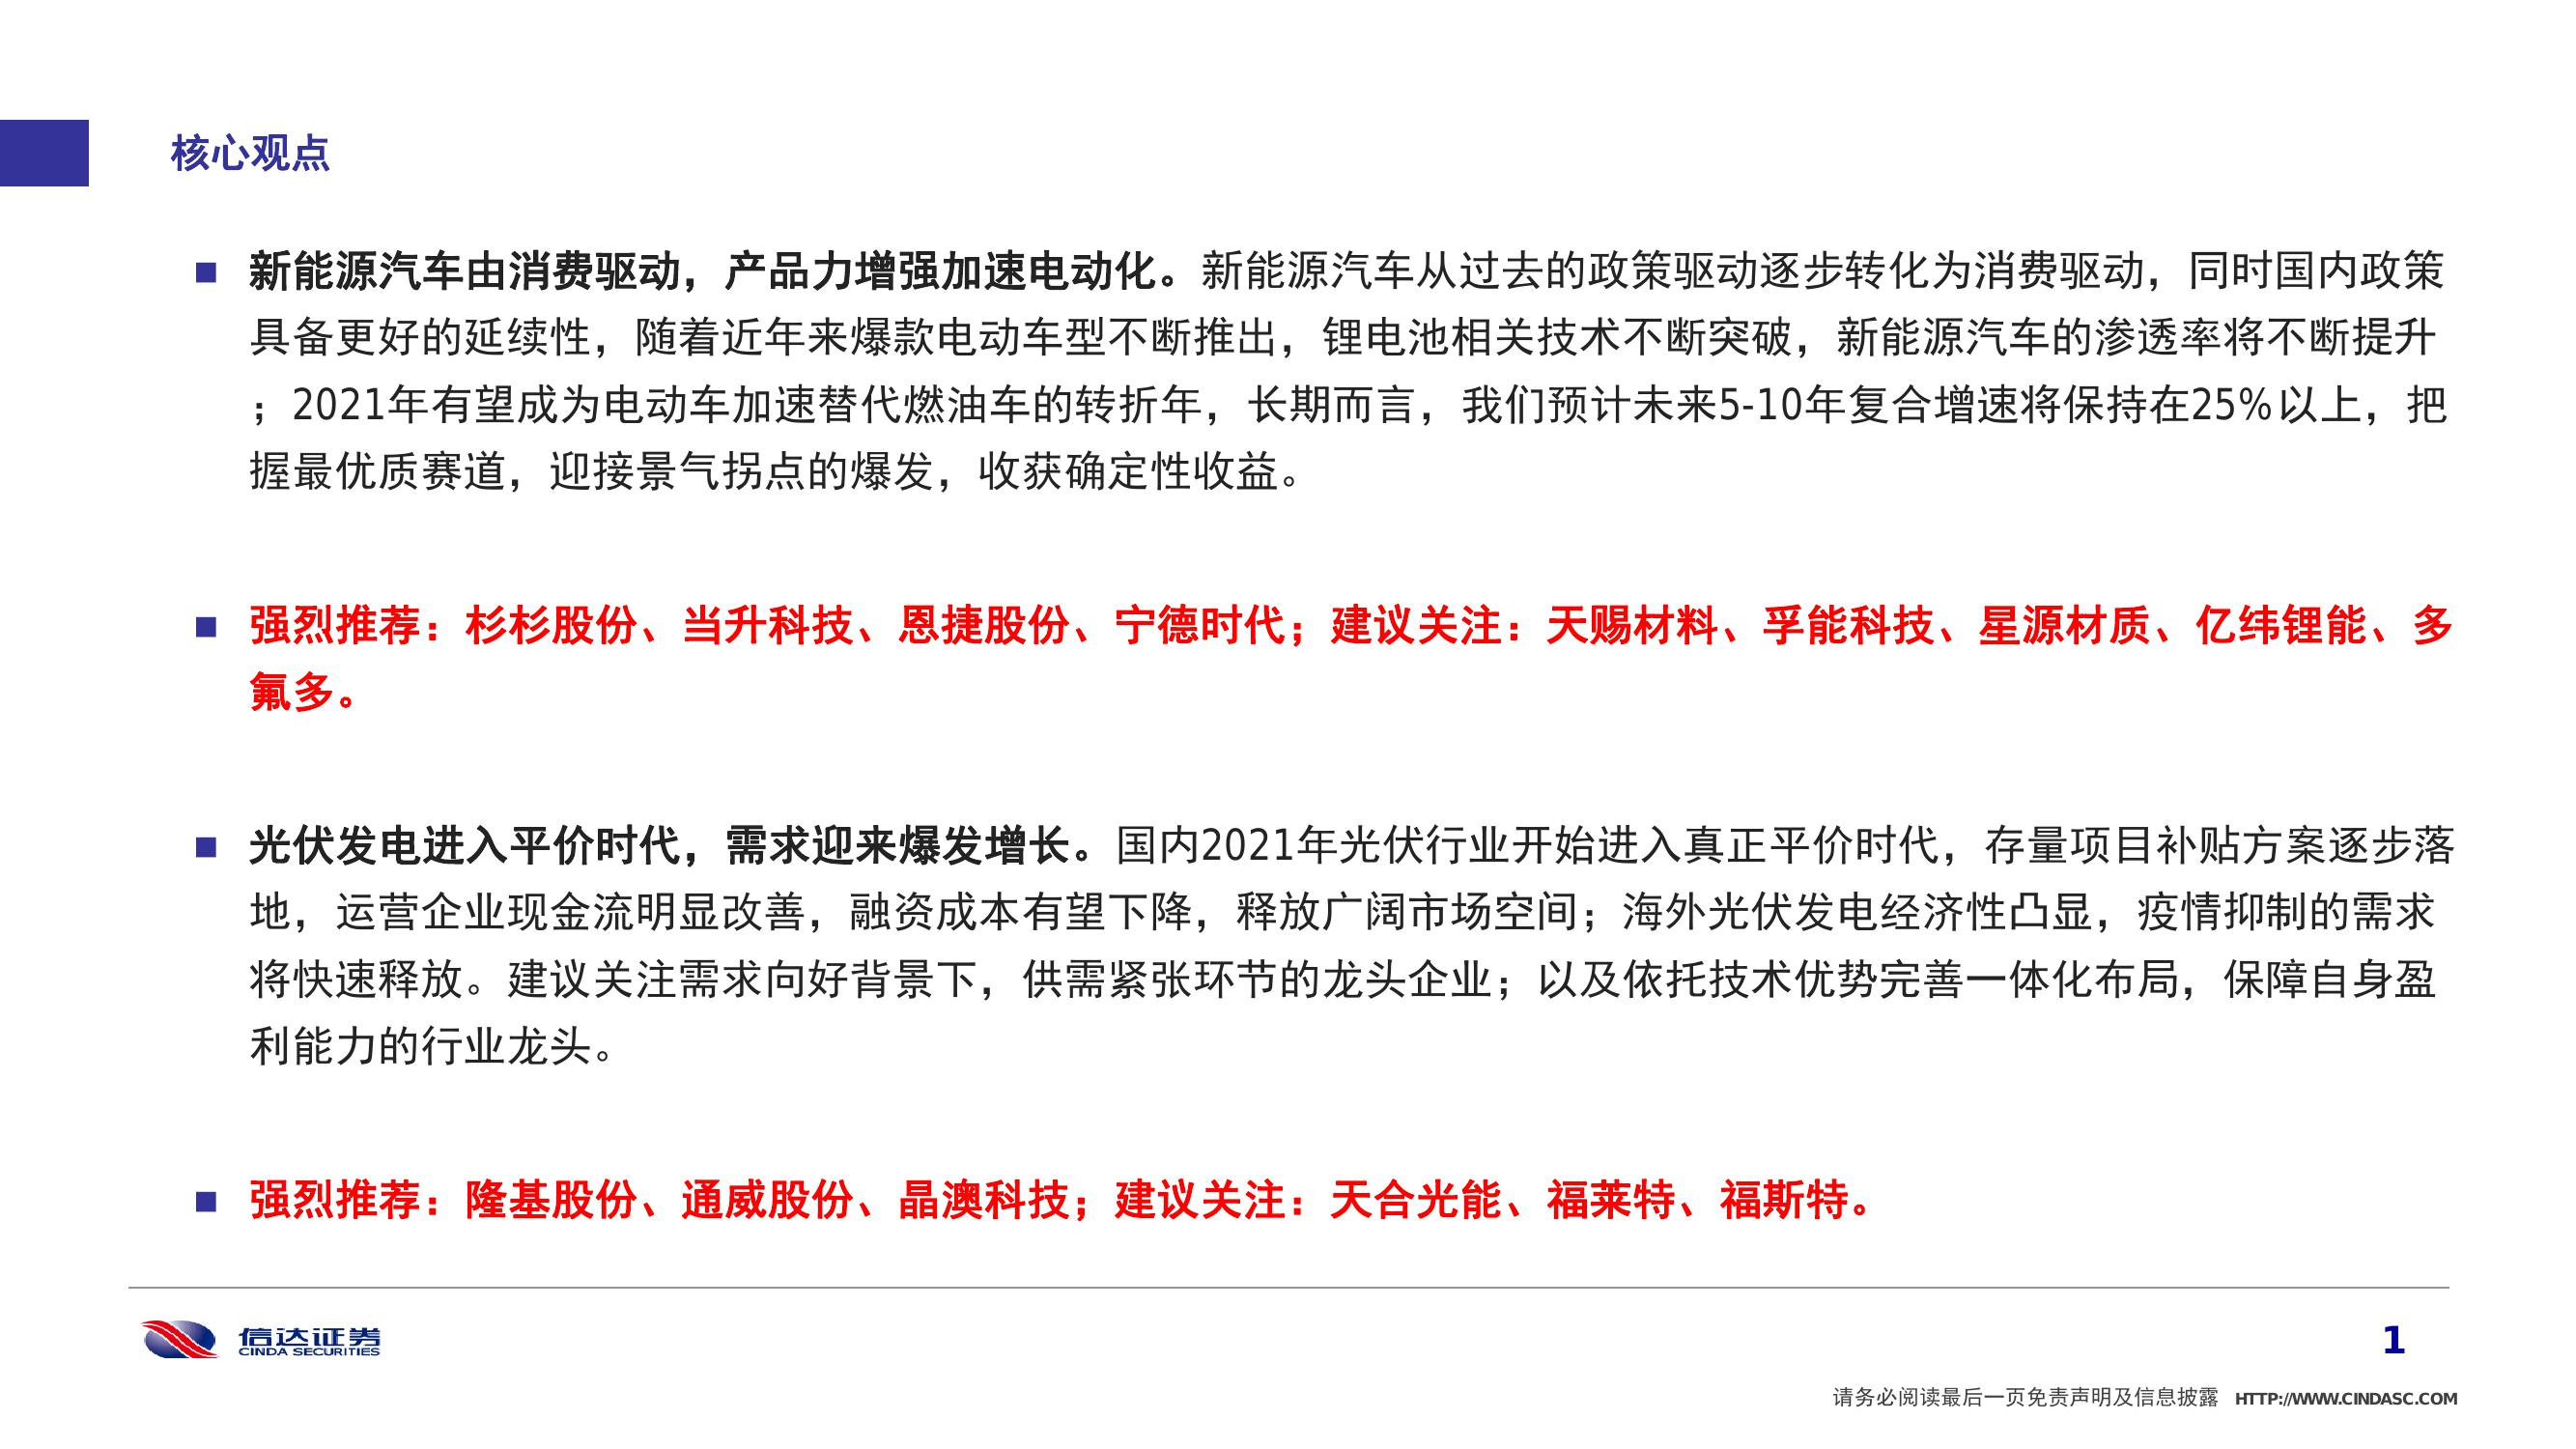 核心观点
■ 新能源汽车由消费驱动，产品力增强加速电动化。新能源汽车从过去的政策驱动逐步转化为消费驱动，同时国内政策
具备更好的延续性，随着近年来爆款电动车型不断推出，锂电池相关技术不断突破，新能源汽车的渗透率将不断提升
；2021年有望成为电动车加速替代燃油车的转折年，长期而言，我们预计未来5-10年复合增速将保持在25%以上，把
握最优质赛道，迎接景气拐点的爆发，收获确定性收益。
■ 强烈推荐：杉杉股份、当升科技、恩捷股份、宁德时代；建议关注：天赐材料、孚能科技、星源材质、亿纬锂能、多
氟多。
■ 光伏发电进入平价时代，需求迎来爆发增长。国内2021年光伏行业开始进入真正平价时代，存量项目补贴方案逐步落
地，运营企业现金流明显改善，融资成本有望下降，释放广阔市场空间；海外光伏发电经济性凸显，疫情抑制的需求
将快速释放。建议关注需求向好背景下，供需紧张环节的龙头企业；以及依托技术优势完善一体化布局，保障自身盈
利能力的行业龙头。
■ 强烈推荐：隆基股份、通威股份、晶澳科技；建议关注：天合光能、福莱特、福斯特。
信达证券
CINDA SECURITIES
1
请务必阅读最后一页免责声明及信息披露 HTTP://WWW.CINDASC.COM